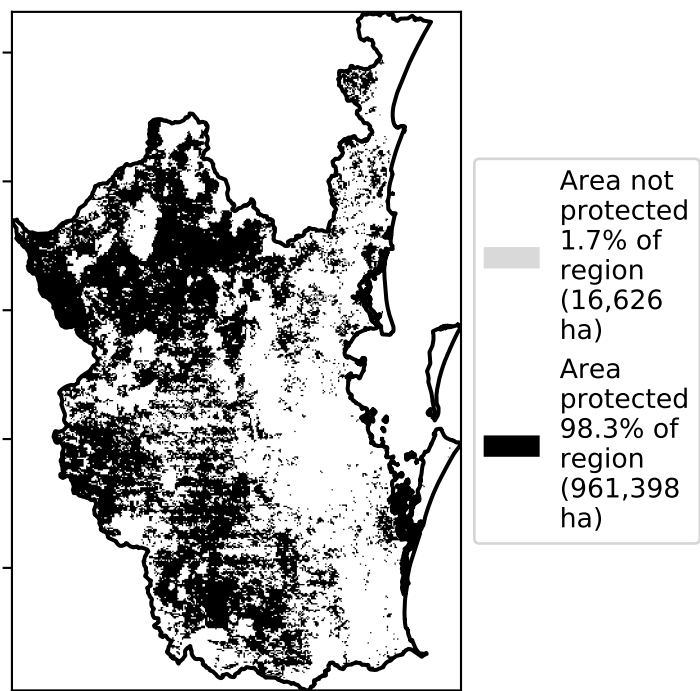 Area not
protected
1.7% of
region
(16,626
ha)
Area
protected
98.3% of
region
(961,398
ha)